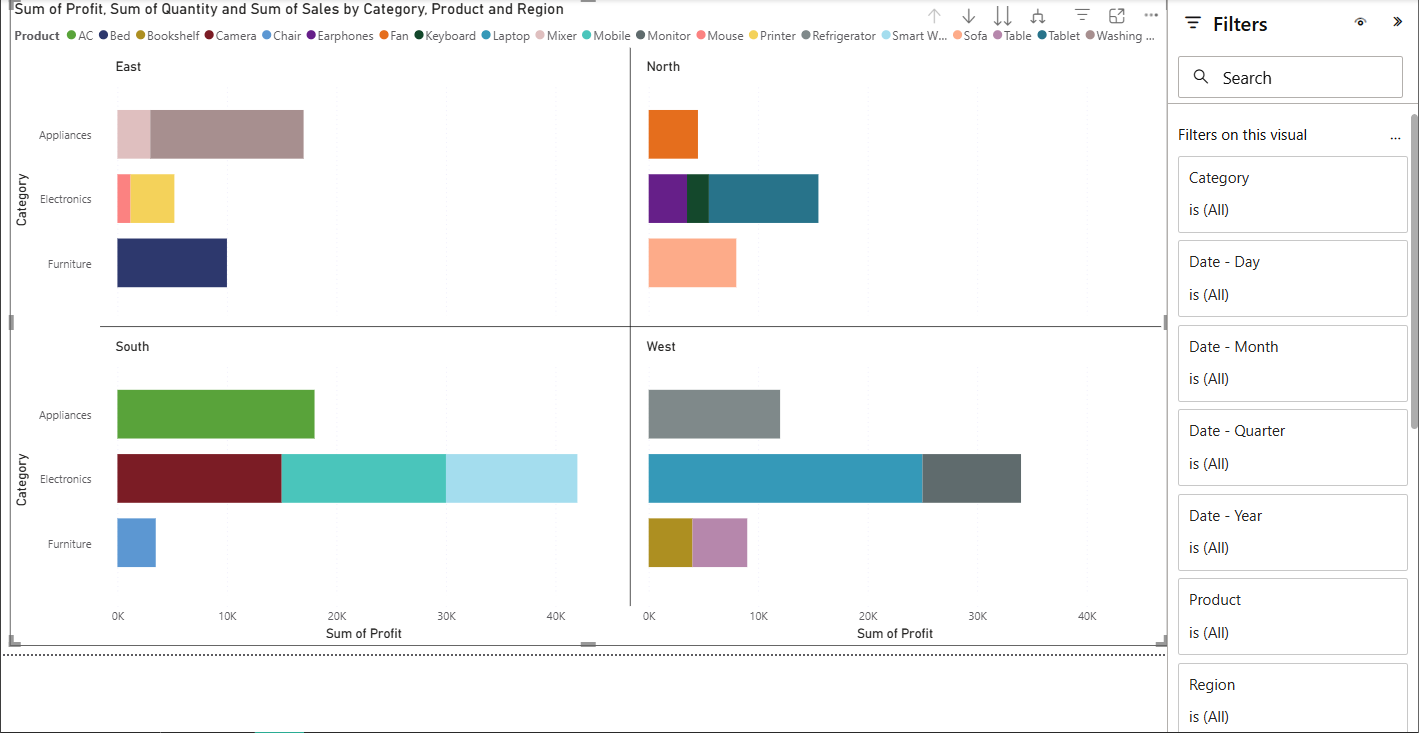 Sum of Profit, Sum of Quantity and Sum of Sales by Category, Product and Region
Product AC Bed Bookshelf Camera Chair Earphones Fan Keyboard Laptop Mixer Mobile Monitor Mouse Printer Refrigerator Smart W... Sofa Table Tablet Washing ...
East
North
Category
Appliances
Electronics
Furniture
South
West
Category
Appliances
Electronics
Furniture
0K 10K 20K 30K 40K
0K 10K 20K 30K 40K
Sum of Profit
Sum of Profit
Filters
Search
Filters on this visual
...
Category
is (All)
Date - Day
is (All)
Date - Month
is (All)
Date - Quarter
is (All)
Date - Year
is (All)
Product
is (All)
Region
is (All)